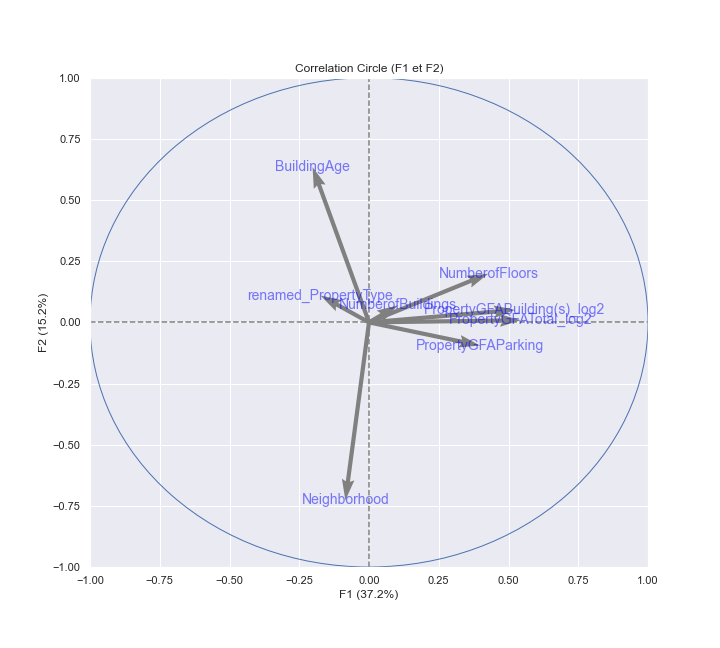 Correlation Circle (F1 et F2)
1.00
0.75
0.50
0.25
0.00
−0.25
−0.50
−0.75
−1.00
F2 (15.2%)
BuildingAge
NumberofFloors
renamed_PropertyType
NumberofBuildings
PropertyGFABuilding(s)_log2
PropertyGFATotal_log2
PropertyGFAParking
Neighborhood
−1.00 −0.75 −0.50 −0.25 0.00 0.25 0.50 0.75 1.00
F1 (37.2%)